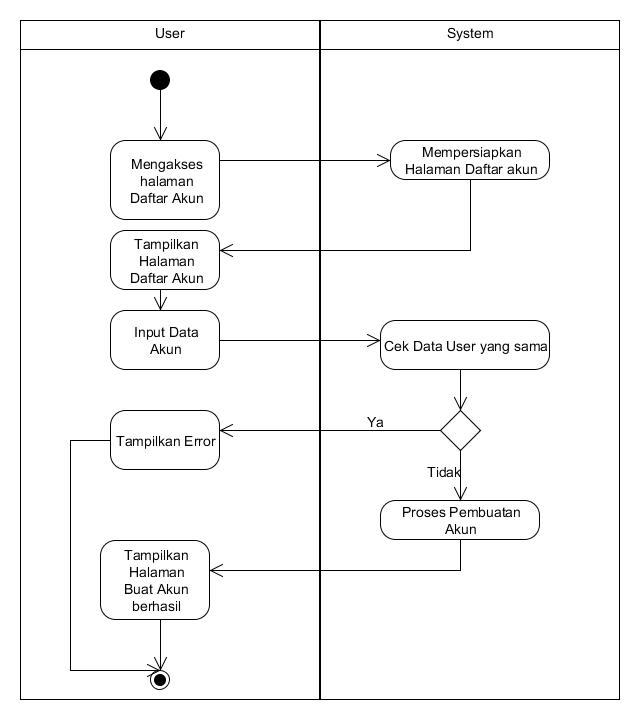 User
System
Mengakses
halaman
Daftar Akun
Mempersiapkan
Halaman Daftar akun
Tampilkan
Halaman
Daftar Akun
Input Data
Akun
Cek Data User yang sama
Ya
Tampilkan Error
Tidak
Proses Pembuatan
Akun
Tampilkan
Halaman
Buat Akun
berhasil